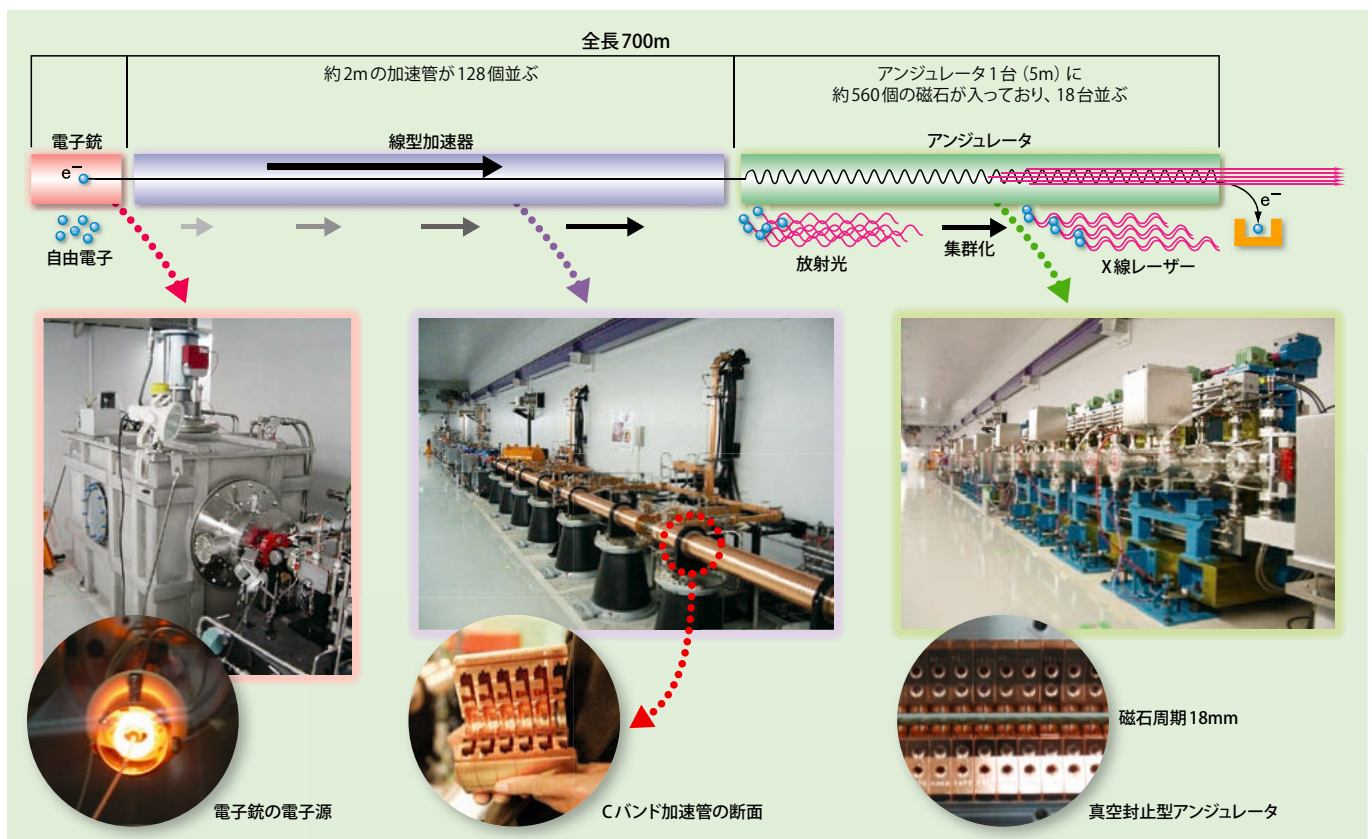 全長700m
約2mの加速管が128個並ぶ
アンジュレータ1台（5m）に
約560個の磁石が入っており、18台並ぶ
電子銃
線型加速器
アンジュレータ
e−
e−
自由電子
放射光
集群化
X線レーザー
磁石周期18mm
電子銃の電子源
Cバンド加速管の断面
真空封止型アンジュレータ